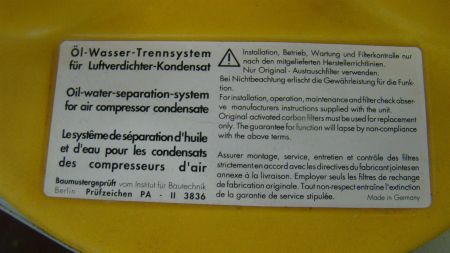 Öl-Wasser-Trennsystem
für Luftverdichter-Kondensat
Oil-water-separation-system
for air compressor condensate
Le système de séparation d'huile
et d'eau pour les condensats
des compresseurs d'air
Baumustergeprüft vom Institut für Bautechnik
Berlin Prüfzeichen PA - II 3836
Installation, Betrieb, Wartung und Filterkontrolle nur
nach den mitgelieferten Herstellerrichtlinien.
Nur Original - Austauschfilter verwenden.
Bei Nichtbeachtung erlischt die Gewährleistung für die Funk-
tion.
For installation, operation, maintenance and filter check obser-
ve manufacturers instructions supplied with the unit.
Original activated carbon filters must be used for replacement
only. The guarantee for function will lapse by non-compliance
with the above terms.
Assurer montage, service, entretien et contrôle des filtres
strictement en accord avec les directives du fabricant jointes en
annexe à la livraison. Employer seuls les filtres de rechange
de fabrication originale. Tout non-respect entraîne l'extinction
de la garantie de service stipulée.
Made in Germany